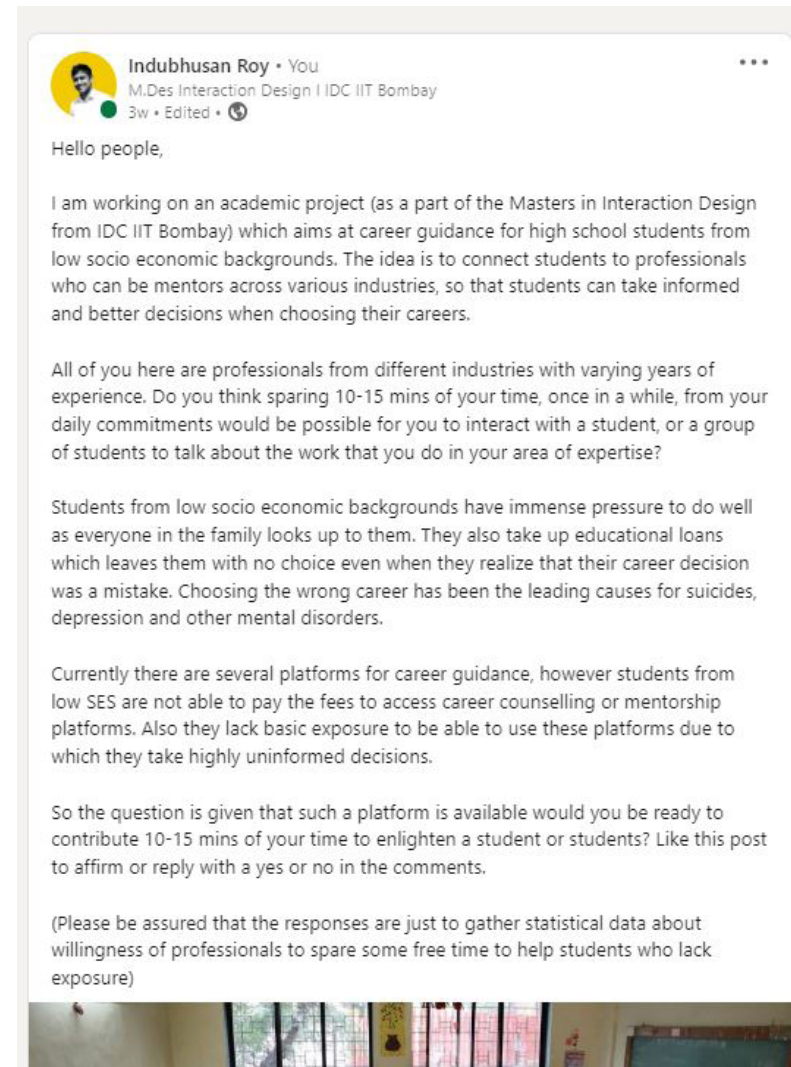 Indubhusan Roy • You
M.Des Interaction Design I IDC IIT Bombay
3w • Edited •
Hello people,
I am working on an academic project (as a part of the Masters in Interaction Design
from IDC IIT Bombay) which aims at career guidance for high school students from
low socio economic backgrounds. The idea is to connect students to professionals
who can be mentors across various industries, so that students can take informed
and better decisions when choosing their careers.
All of you here are professionals from different industries with varying years of
experience. Do you think sparing 10-15 mins of your time, once in a while, from your
daily commitments would be possible for you to interact with a student, or a group
of students to talk about the work that you do in your area of expertise?
Students from low socio economic backgrounds have immense pressure to do well
as everyone in the family looks up to them. They also take up educational loans
which leaves them with no choice even when they realize that their career decision
was a mistake. Choosing the wrong career has been the leading causes for suicides,
depression and other mental disorders.
Currently there are several platforms for career guidance, however students from
low SES are not able to pay the fees to access career counselling or mentorship
platforms. Also they lack basic exposure to be able to use these platforms due to
which they take highly uninformed decisions.
So the question is given that such a platform is available would you be ready to
contribute 10-15 mins of your time to enlighten a student or students? Like this post
to affirm or reply with a yes or no in the comments.
(Please be assured that the responses are just to gather statistical data about
willingness of professionals to spare some free time to help students who lack
exposure)